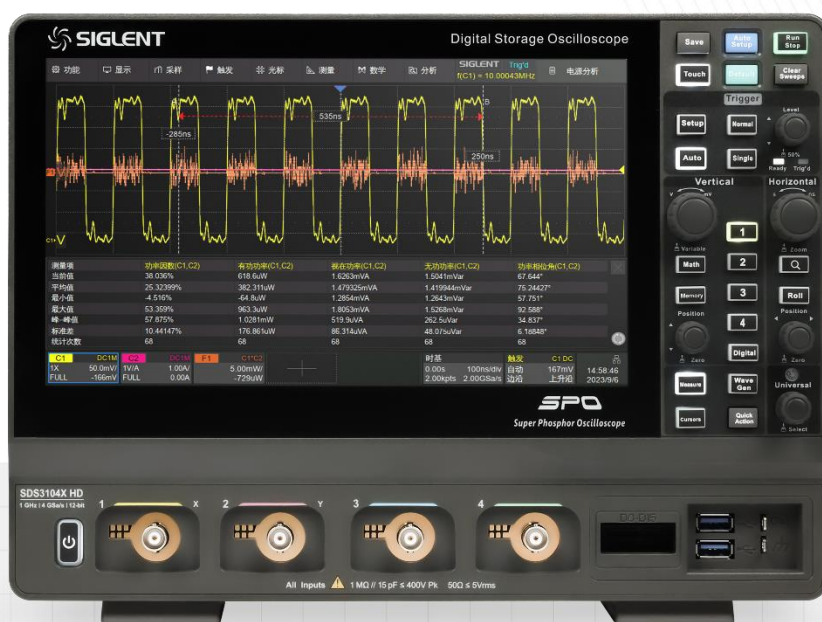 SIGLENT
Digital Storage Oscilloscope
功能 显示 采样 触发 光标 测量 数学 分析 SIGLENT Trig'd f(C1) = 10.00043MHz 电源分析
535ns
B
-285ns
250ns
C1
测量项 功率因数(C1,C2) 有功功率(C1,C2) 视在功率(C1,C2) 无功功率(C1,C2) 功率相位角(C1,C2)
当前值 38.036% 618.6uW 1.6263mVA 1.5041mVar 67.644°
平均值 25.32399% 382.311uW 1.479325mVA 1.419944mVar 75.24427°
最小值 -4.516% -64.8uW 1.2854mVA 1.2643mVar 57.751°
最大值 53.359% 963.3uW 1.8053mVA 1.5268mVar 92.588°
峰-峰值 57.875% 1.0281mW 519.9uVA 262.5uVar 34.837°
标准差 10.44147% 176.861uW 86.314uVA 48.075uVar 6.18848°
统计次数 68 68 68 68 68
C1 DC1M C2 DC1M F1 C1*C2 时基 触发 C1 DC
1X 50.0mV/ 1V/A 1.00A/ 5.00mW/ 0.00s 100ns/div 自动 167mV 14:58:46
FULL -166mV FULL 0.00A -729uW 2.00kpts 2.00GSa/s 边沿 上升沿 2023/9/6
SPO
Super Phosphor Oscilloscope
Save
Auto Setup
Run Stop
Touch
Default
Clear Sweeps
Trigger
Setup
Normal
Level
Auto
Single
50%
Ready Trig'd
Vertical
Horizontal
V mV
s ns
Variable
1
Zoom
Math
2
Memory
3
Roll
Position
Position
4
Zero
Digital
Zero
Measure
Wave Gen
Universal
Cursors
Quick Action
Select
SDS3104X HD
1 GHz | 4 GSa/s | 12-bit
1 X 2 Y 3 4
D0-D15
All Inputs 1 MΩ // 15 pF ≤ 400V Pk 50Ω ≤ 5Vrms